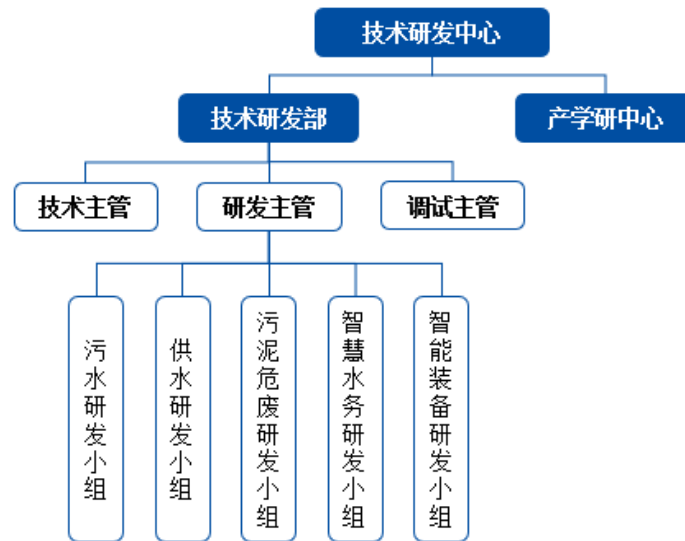 技术研发中心
技术研发部
产学研中心
技术主管
研发主管
调试主管
污水研发小组
供水研发小组
污泥危废研发小组
智慧水务研发小组
智能装备研发小组